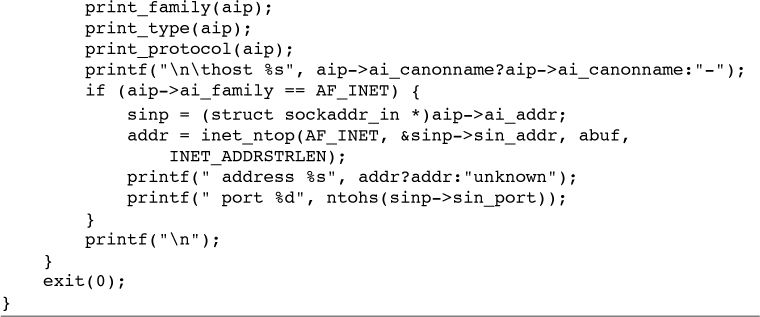 print_family(aip);
        print_type(aip);
        print_protocol(aip);
        printf("\n\thost %s", aip->ai_canonname?aip->ai_canonname:"-");
        if (aip->ai_family == AF_INET) {
            sinp = (struct sockaddr_in *)aip->ai_addr;
            addr = inet_ntop(AF_INET, &sinp->sin_addr, abuf,
                INET_ADDRSTRLEN);
            printf(" address %s", addr?addr:"unknown");
            printf(" port %d", ntohs(sinp->sin_port));
        }
        printf("\n");
    }
    exit(0);
}